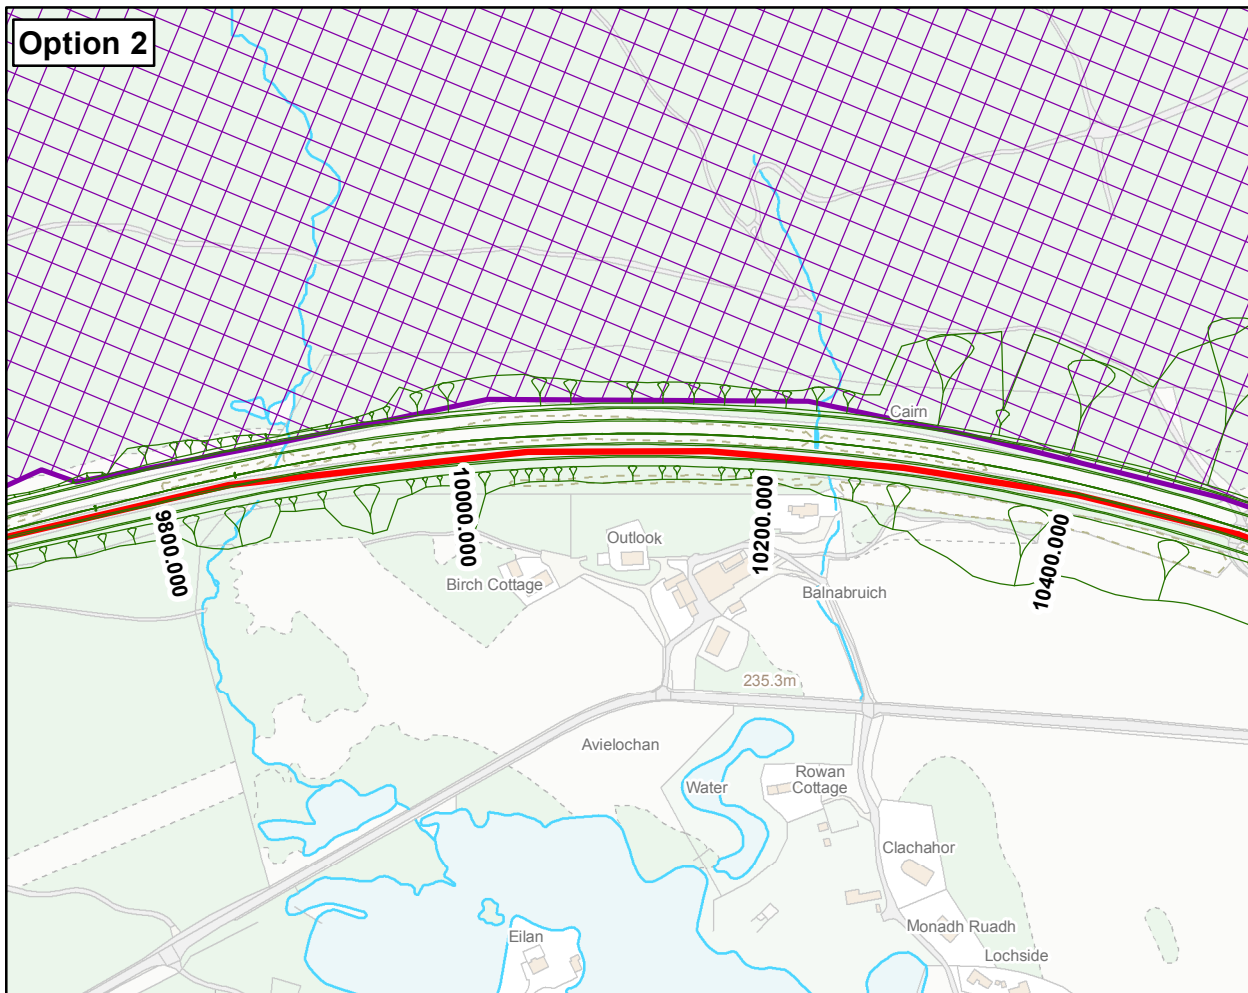 Option 2
Cairn
9800.000
10000.000
10200.000
10400.000
Outlook
Birch Cottage
Balnabruich
235.3m
Avielochan
Water
Rowan
Cottage
Clachahor
Monadh Ruadh
Eilan
Lochside